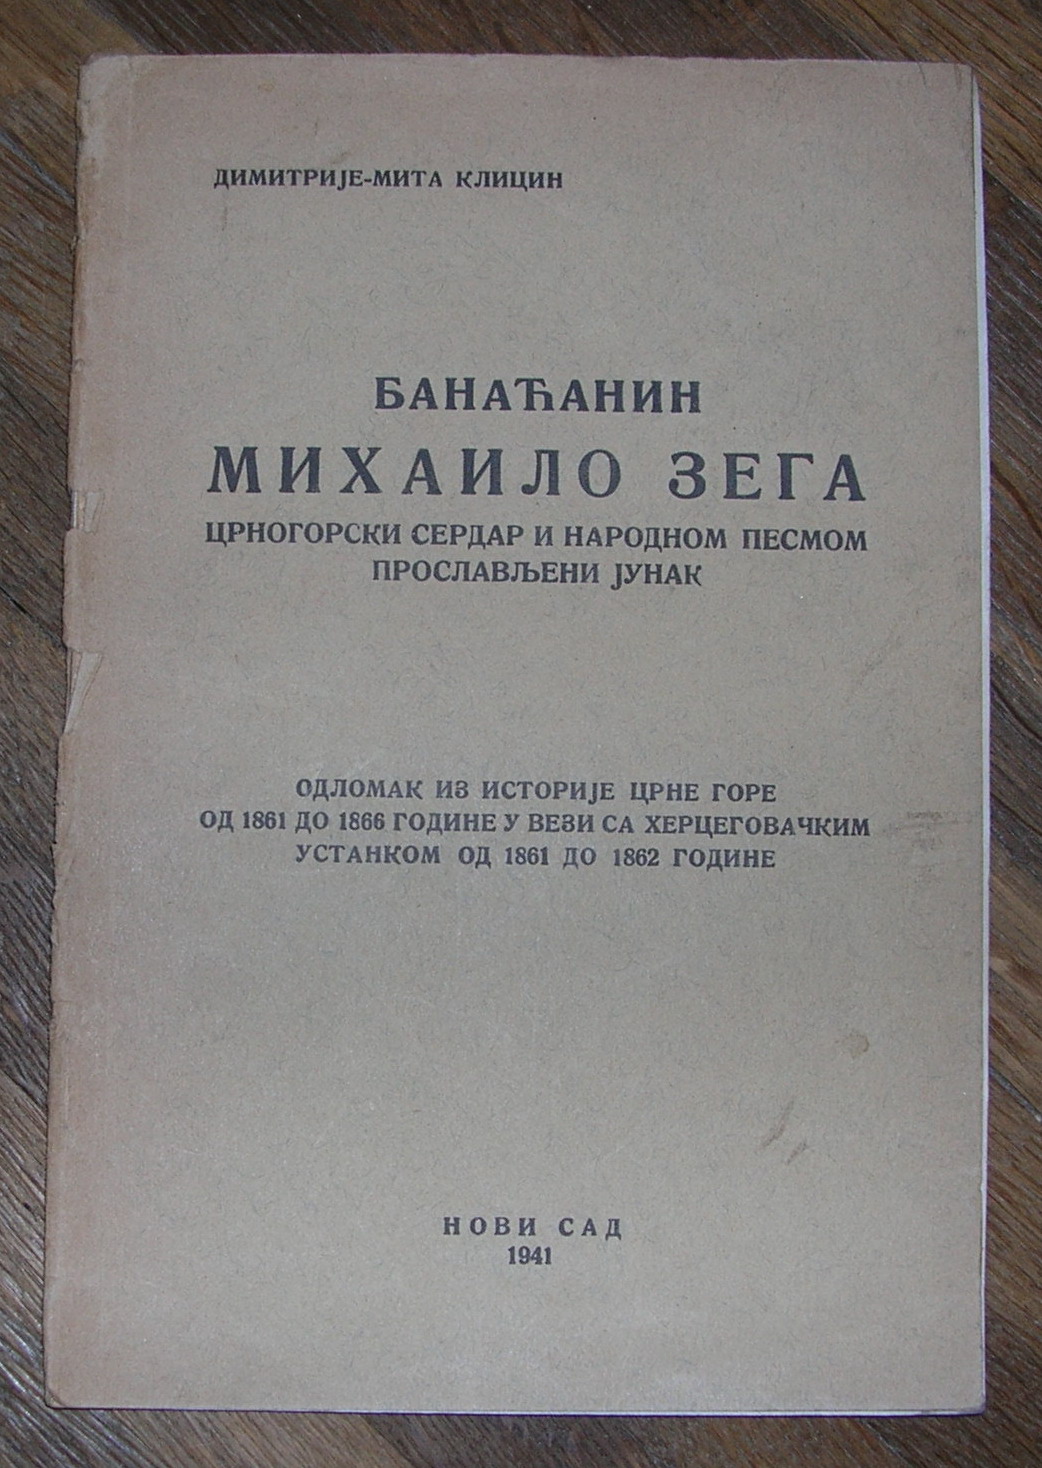 ДИМИТРИЈЕ-МИТА КЛИЦИН
БАНАЋАНИН
МИХАИЛО ЗЕГА
ЦРНОГОРСКИ СЕРДАР И НАРОДНОМ ПЕСМОМ
ПРОСЛАВЉЕНИ ЈУНАК
ОДЛОМАК ИЗ ИСТОРИЈЕ ЦРНЕ ГОРЕ
ОД 1861 ДО 1866 ГОДИНЕ У ВЕЗИ СА ХЕРЦЕГОВАЧКИМ
УСТАНКОМ ОД 1861 ДО 1862 ГОДИНЕ
НОВИ САД
1941